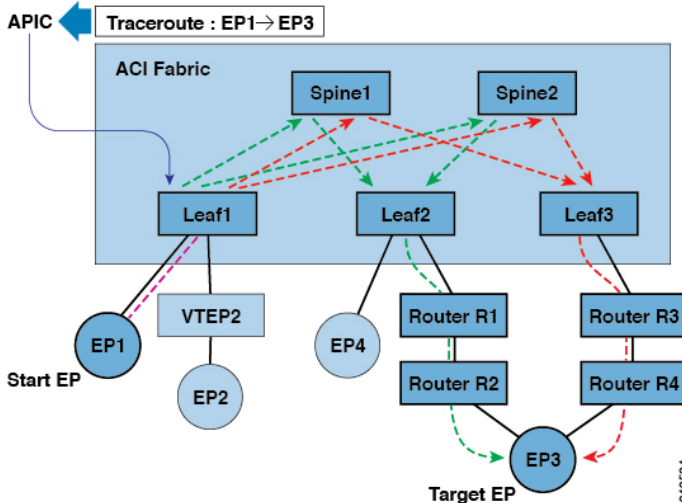 APIC
Traceroute : EP1→EP3
ACI Fabric
Spine1
Spine2
Leaf1
Leaf2
Leaf3
VTEP2
Router R1
Router R3
EP1
EP4
Start EP
EP2
Router R2
Router R4
EP3
Target EP